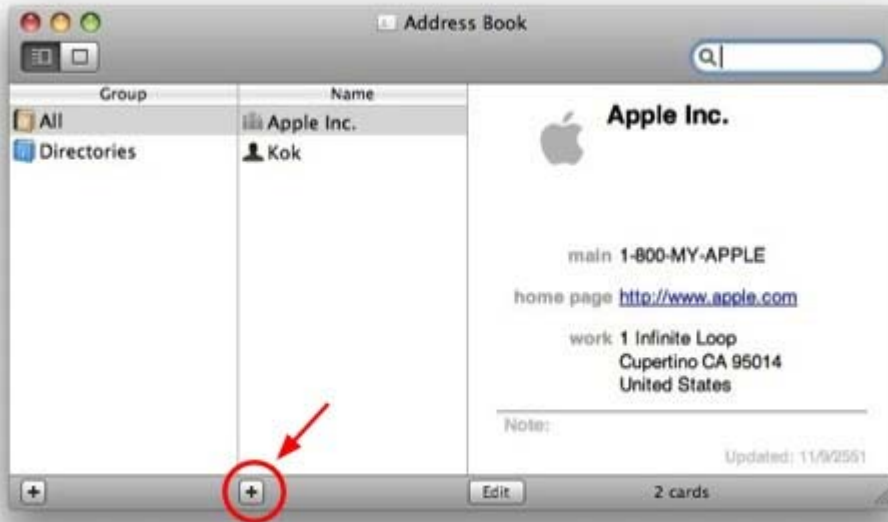 Address Book
Group
Name
All
Directories
Apple Inc.
Kok
Apple Inc.
main 1-800-MY-APPLE
home page http://www.apple.com
work 1 Infinite Loop
Cupertino CA 95014
United States
Note:
Updated: 11/9/2551
+
+
Edit
2 cards